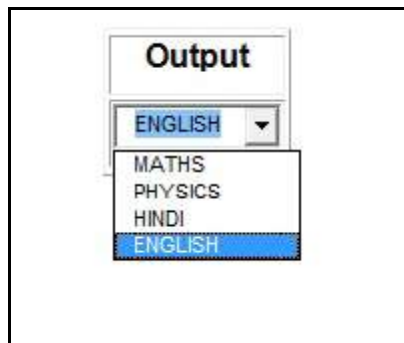 Output
ENGLISH
MATHS
PHYSICS
HINDI
ENGLISH